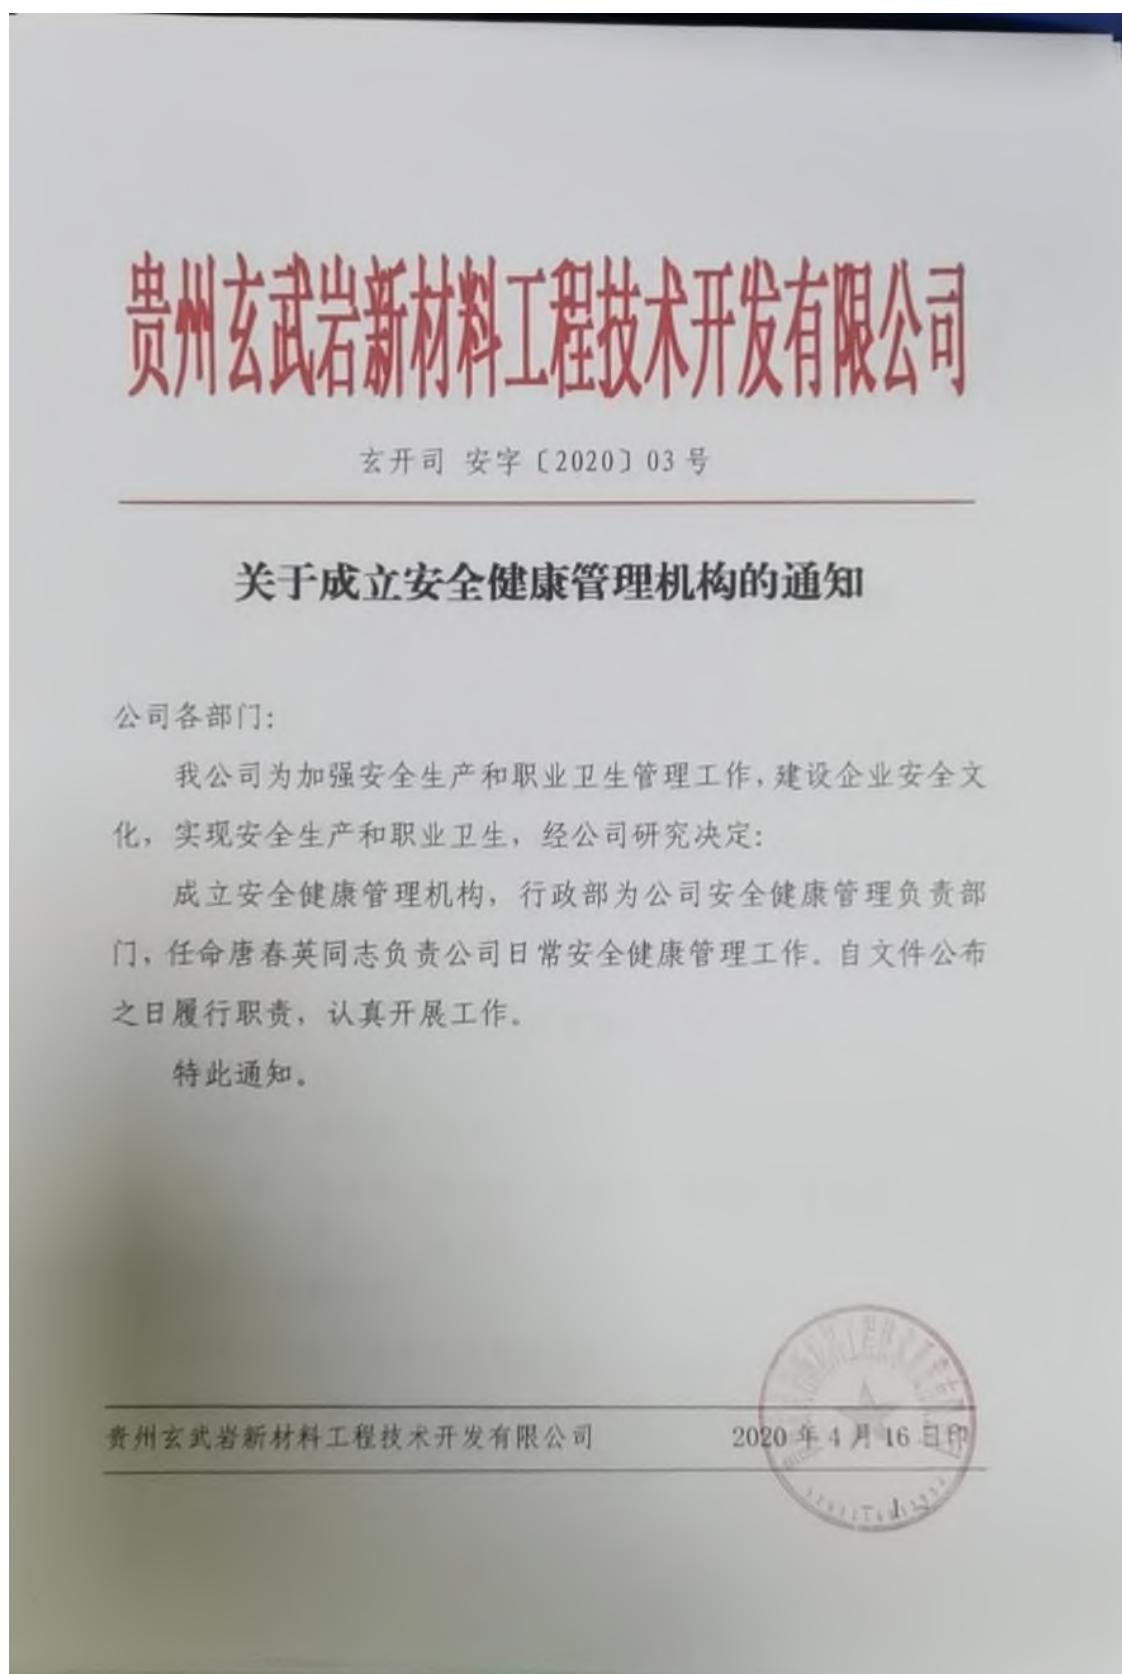 贵州玄武岩新材料工程技术开发有限公司
玄开司 安字〔2020〕03号
关于成立安全健康管理机构的通知
公司各部门：
我公司为加强安全生产和职业卫生管理工作，建设企业安全文
化，实现安全生产和职业卫生，经公司研究决定：
成立安全健康管理机构，行政部为公司安全健康管理负责部
门，任命唐春英同志负责公司日常安全健康管理工作。自文件公布
之日履行职责，认真开展工作。
特此通知。
贵州玄武岩新材料工程技术开发有限公司 2020年4月16日印